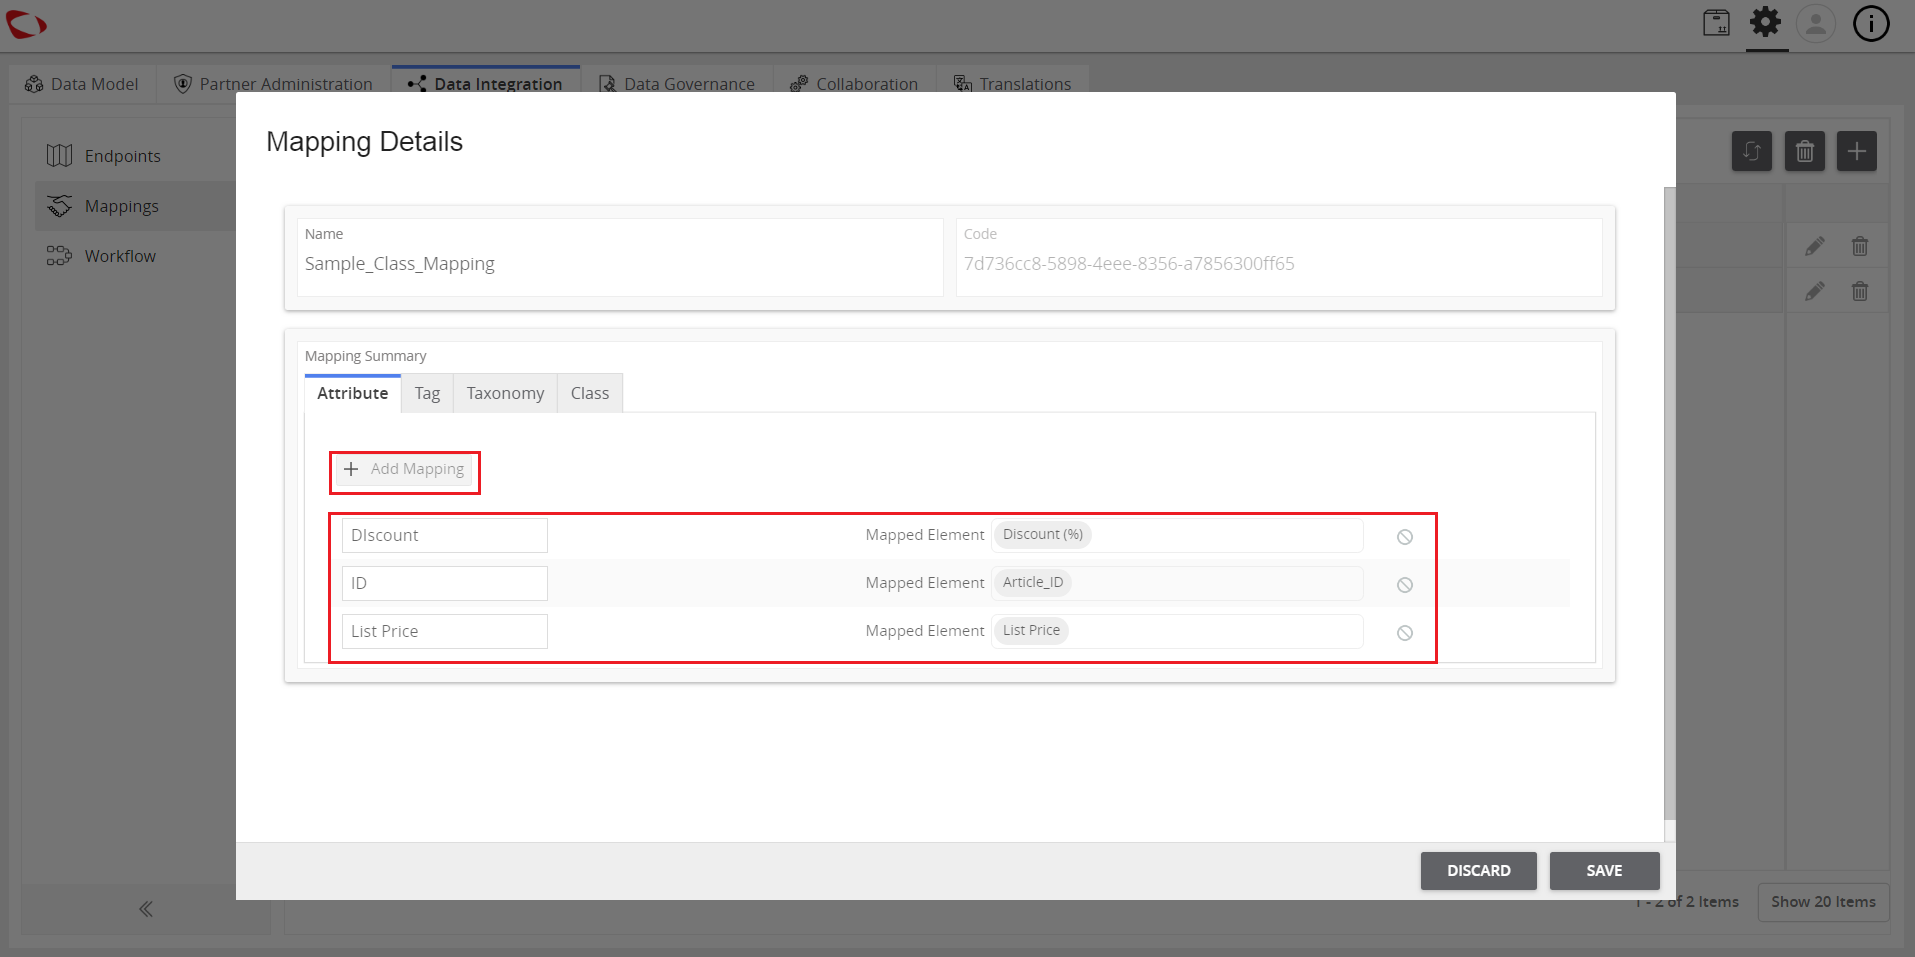 Data Model
Partner Administration
Data Integration
Data Governance
Collaboration
Translations
Endpoints
Mappings
Workflow
Mapping Details
Name
Sample_Class_Mapping
Code
7d736cc8-5898-4eee-8356-a7856300ff65
Mapping Summary
Attribute
Tag
Taxonomy
Class
Add Mapping
DIscount
Mapped Element
Discount (%)
ID
Mapped Element
Article_ID
List Price
Mapped Element
List Price
DISCARD
SAVE
1 - 2 of 2 Items
Show 20 Items